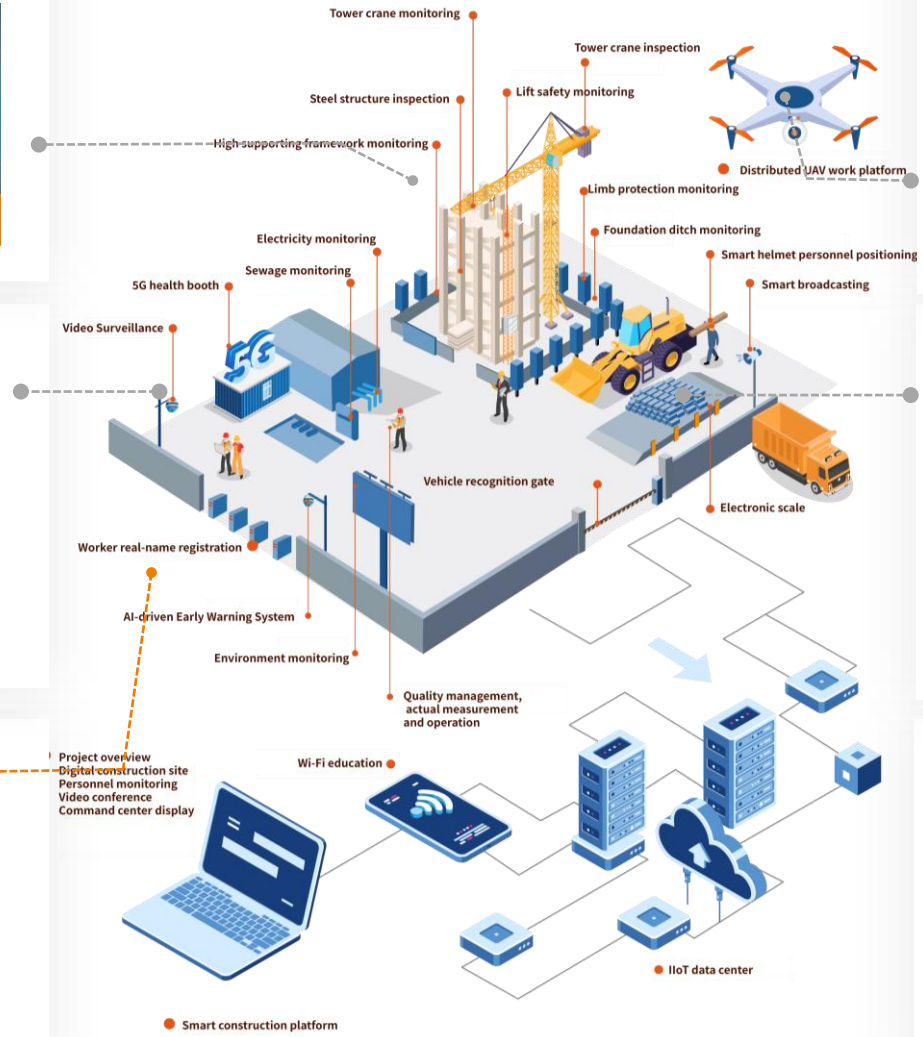 Tower crane monitoring
Tower crane inspection
Steel structure inspection
Lift safety monitoring
High supporting framework monitoring
Distributed UAV work platform
Limb protection monitoring
Foundation ditch monitoring
Electricity monitoring
Smart helmet personnel positioning
Sewage monitoring
5G health booth
Smart broadcasting
Video Surveillance
5G
Vehicle recognition gate
Electronic scale
Worker real-name registration
AI-driven Early Warning System
Environment monitoring
Quality management,
actual measurement
and operation
Project overview
Digital construction site
Personnel monitoring
Video conference
Command center display
Wi-Fi education
IIoT data center
Smart construction platform